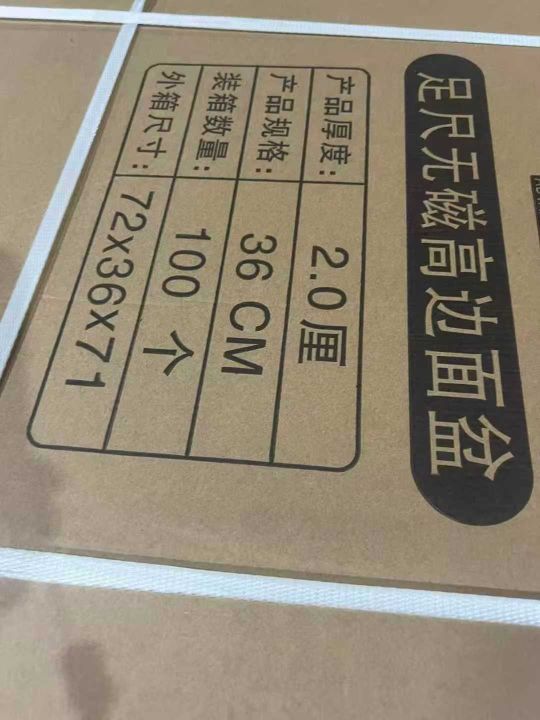 足尺无磁高边面盆
产品厚度: 2.0厘
产品规格: 36 CM
装箱数量: 100 个
外箱尺寸: 72x36x71